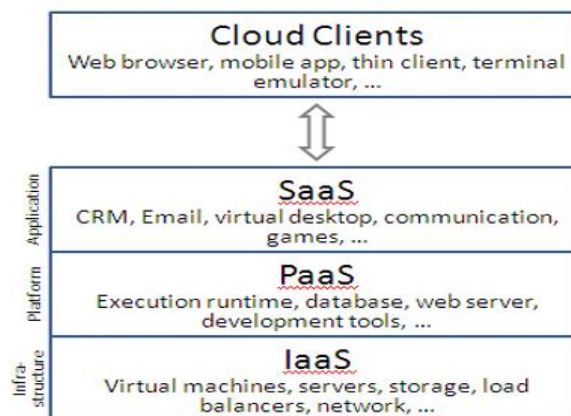 Cloud Clients
Web browser, mobile app, thin client, terminal
emulator, ...
Application
SaaS
CRM, Email, virtual desktop, communication,
games, ...
Platform
PaaS
Execution runtime, database, web server,
development tools, ...
Infra-
structure
IaaS
Virtual machines, servers, storage, load
balancers, network, ...